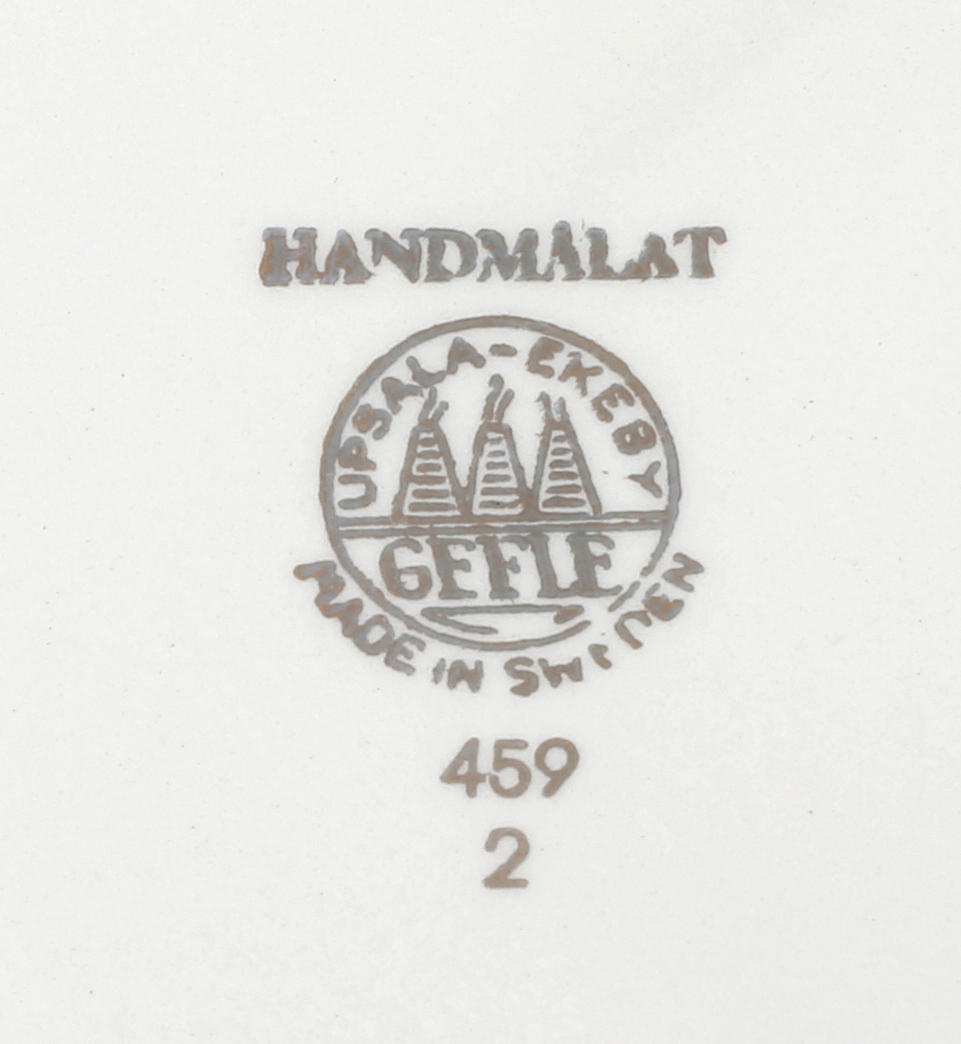 HANDMÅLAT
UPSALA-EKEBY
GEFLE
MADE IN SWEDEN
459
2